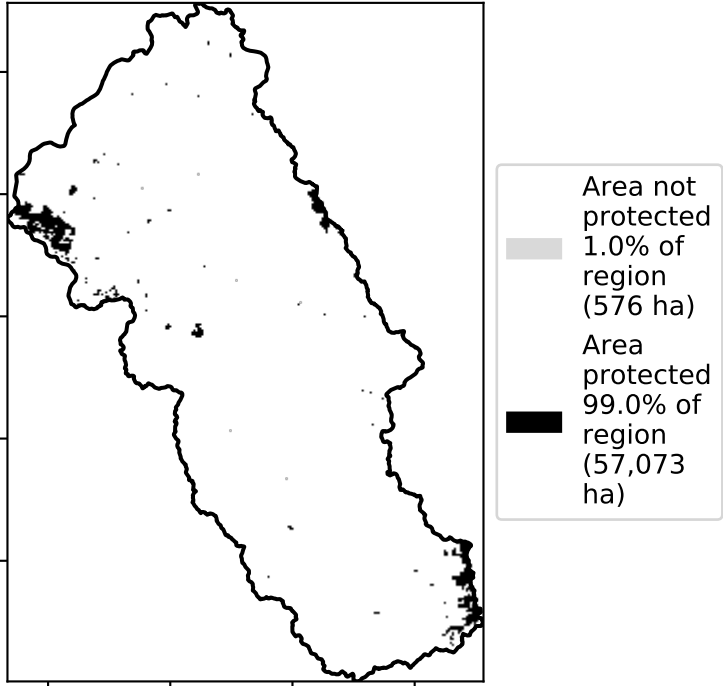 Area not
protected
1.0% of
region
(576 ha)
Area
protected
99.0% of
region
(57,073
ha)